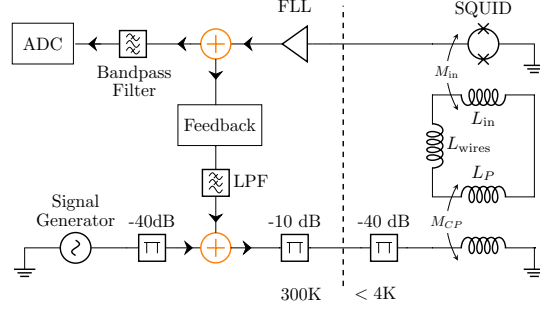 FLL
SQUID
ADC
Bandpass
Filter
M_in
L_in
L_wires
Feedback
LPF
L_P
Signal
Generator
-40dB
-10 dB
-40 dB
M_CP
300K
< 4K